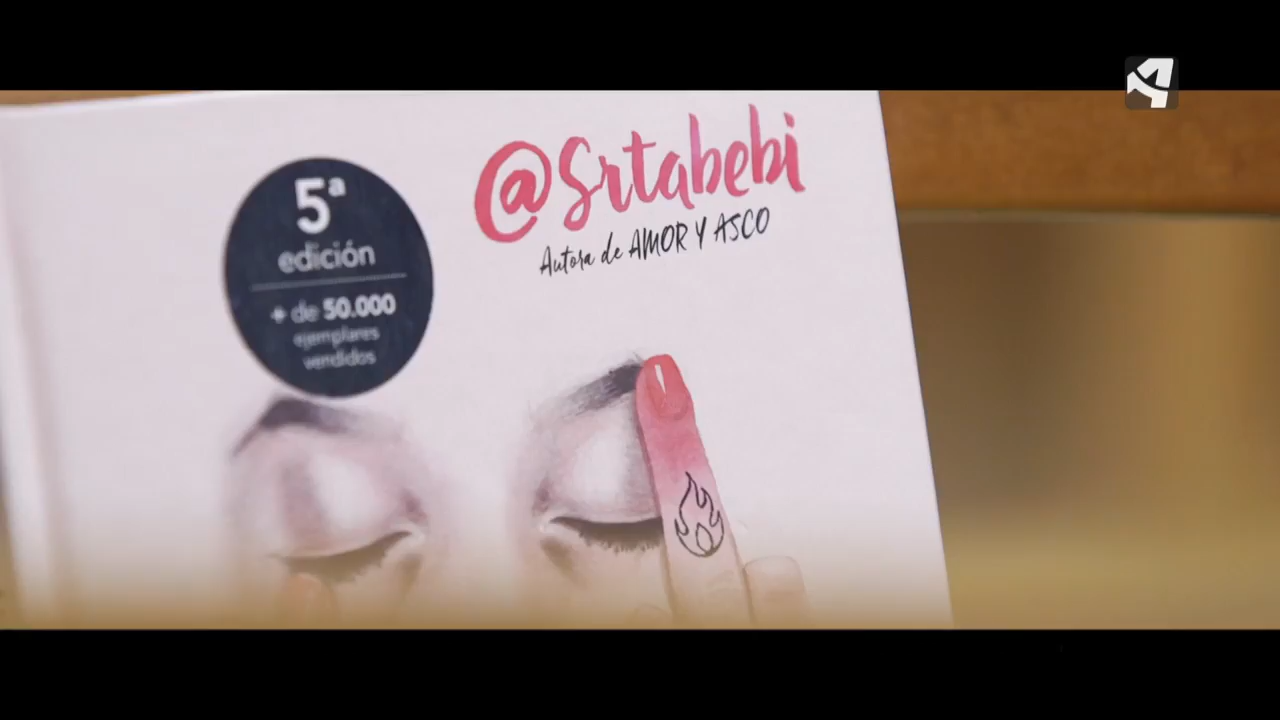 5ª
edición
+ de 50.000
ejemplares
vendidos
@Srtabebi
Autora de AMOR Y ASCO